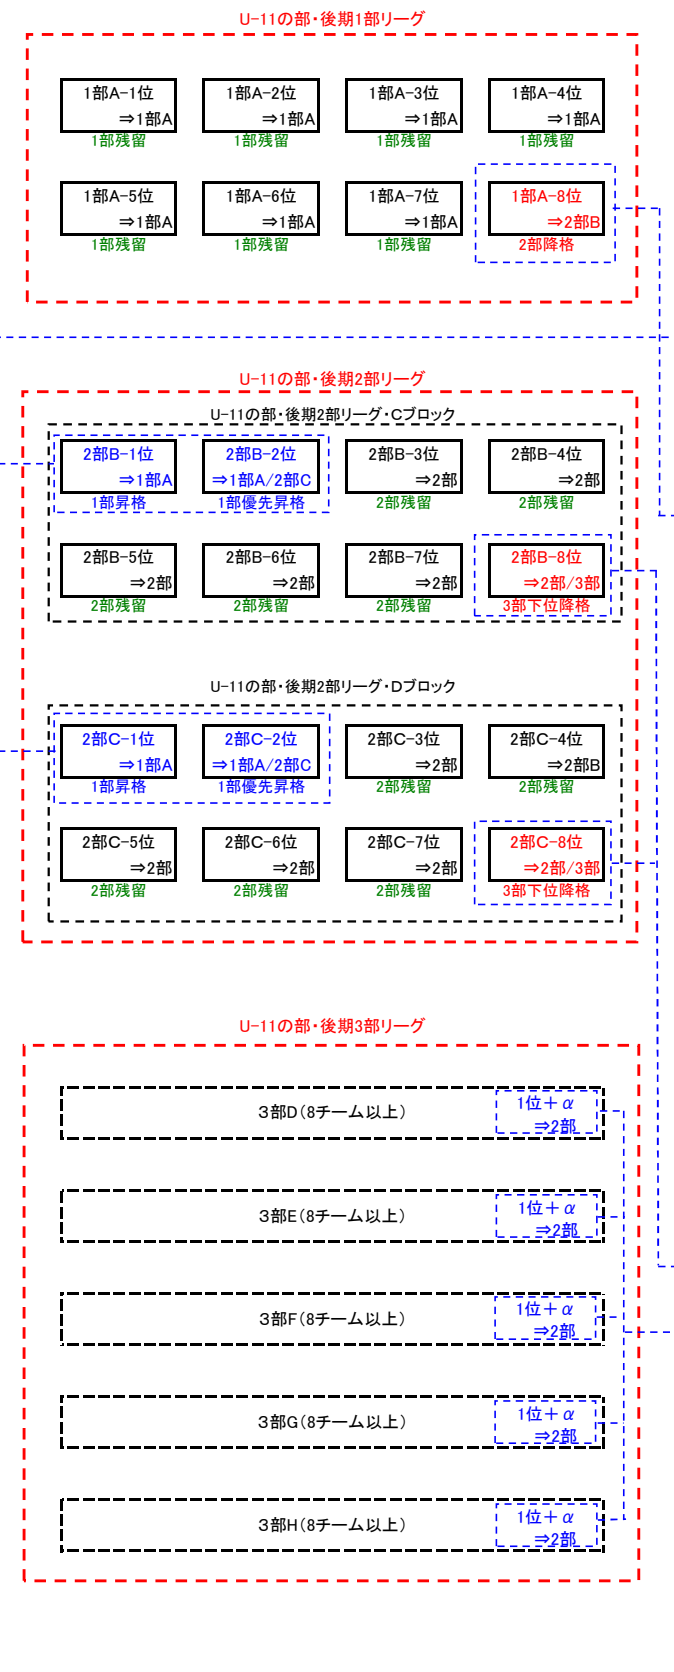 U-11の部・後期1部リーグ
1部A-1位 1部A-2位 1部A-3位 1部A-4位
⇒1部A ⇒1部A ⇒1部A ⇒1部A
1部残留 1部残留 1部残留 1部残留
1部A-5位 1部A-6位 1部A-7位 1部A-8位
⇒1部A ⇒1部A ⇒1部A ⇒2部B
1部残留 1部残留 1部残留 2部降格
U-11の部・後期2部リーグ
U-11の部・後期2部リーグ・Cブロック
2部B-1位 2部B-2位 2部B-3位 2部B-4位
⇒1部A ⇒1部A/2部C ⇒2部 ⇒2部
1部昇格 1部優先昇格 2部残留 2部残留
2部B-5位 2部B-6位 2部B-7位 2部B-8位
⇒2部 ⇒2部 ⇒2部 ⇒2部/3部
2部残留 2部残留 2部残留 3部下位降格
U-11の部・後期2部リーグ・Dブロック
2部C-1位 2部C-2位 2部C-3位 2部C-4位
⇒1部A ⇒1部A/2部C ⇒2部 ⇒2部B
1部昇格 1部優先昇格 2部残留 2部残留
2部C-5位 2部C-6位 2部C-7位 2部C-8位
⇒2部 ⇒2部 ⇒2部 ⇒2部/3部
2部残留 2部残留 2部残留 3部下位降格
U-11の部・後期3部リーグ
3部D(8チーム以上) 1位+α
⇒2部
3部E(8チーム以上) 1位+α
⇒2部
3部F(8チーム以上) 1位+α
⇒2部
3部G(8チーム以上) 1位+α
⇒2部
3部H(8チーム以上) 1位+α
⇒2部